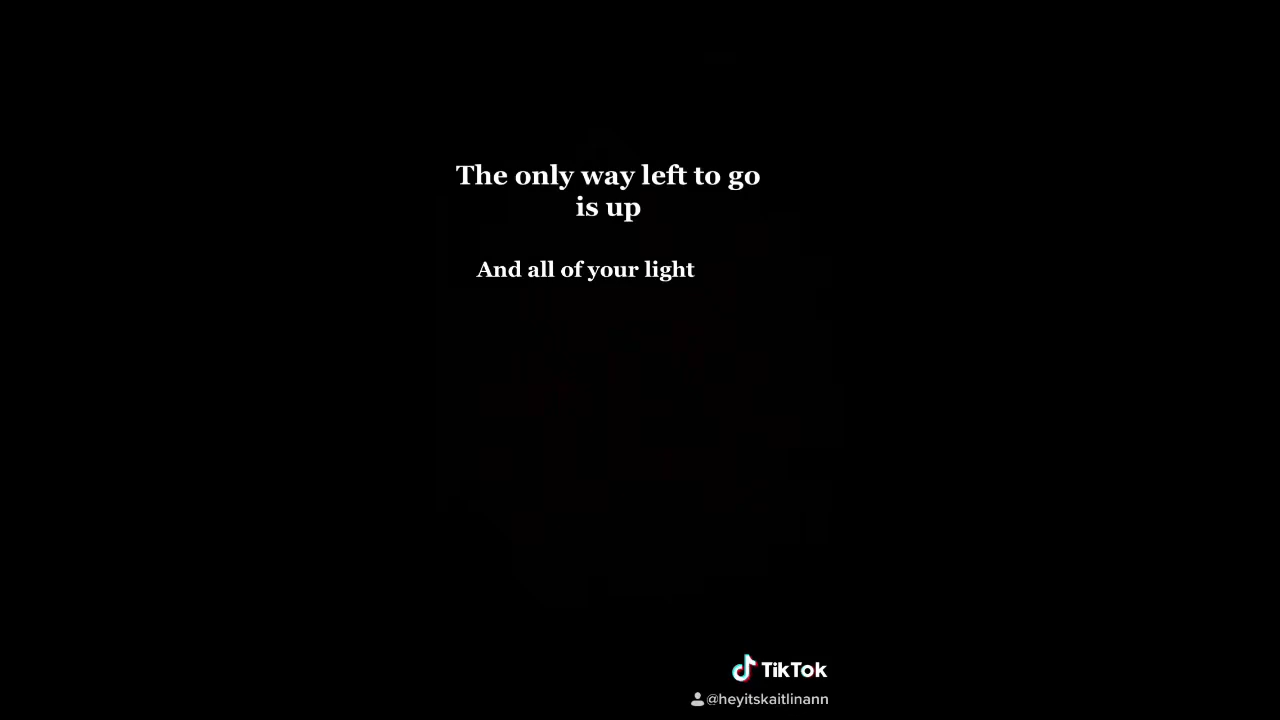 The only way left to go
is up
And all of your light
TikTok
@heyitskaitlinann